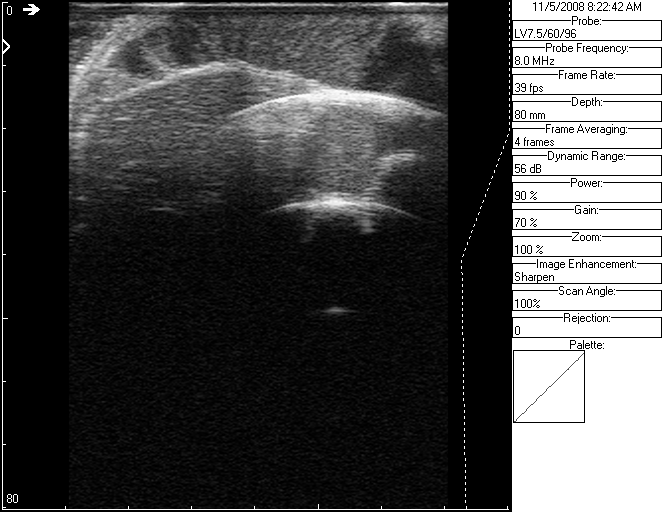 0
80
11/5/2008 8:22:42 AM
Probe:
LV7.5/60/96
Probe Frequency:
8.0 MHz
Frame Rate:
39 fps
Depth:
80 mm
Frame Averaging:
4 frames
Dynamic Range:
56 dB
Power:
90 %
Gain:
70 %
Zoom:
100 %
Image Enhancement:
Sharpen
Scan Angle:
100%
Rejection:
0
Palette: